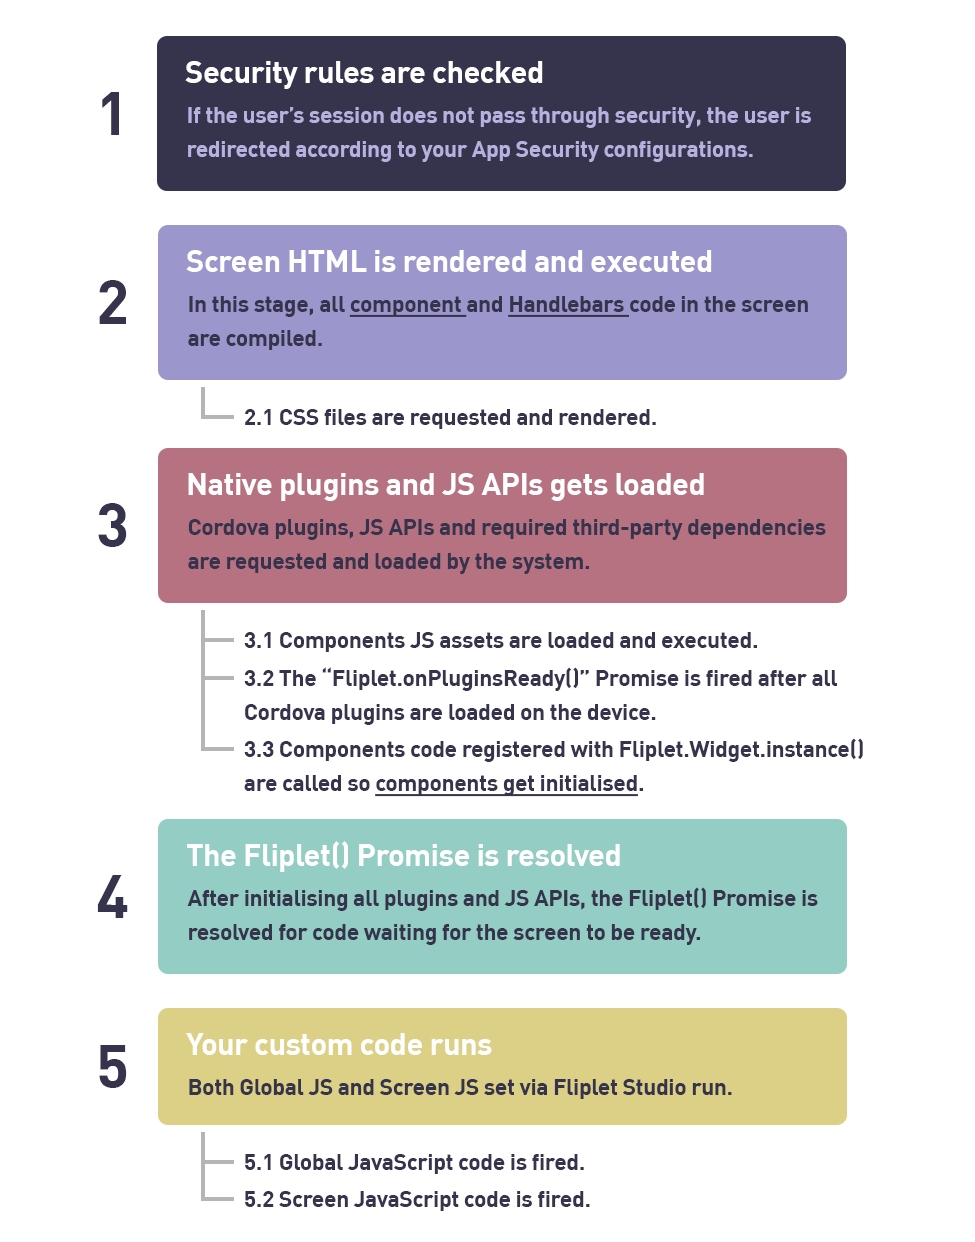 1
Security rules are checked
If the user’s session does not pass through security, the user is
redirected according to your App Security configurations.
2
Screen HTML is rendered and executed
In this stage, all component and Handlebars code in the screen
are compiled.
2.1 CSS files are requested and rendered.
3
Native plugins and JS APIs gets loaded
Cordova plugins, JS APIs and required third-party dependencies
are requested and loaded by the system.
3.1 Components JS assets are loaded and executed.
3.2 The “Fliplet.onPluginsReady()” Promise is fired after all
Cordova plugins are loaded on the device.
3.3 Components code registered with Fliplet.Widget.instance()
are called so components get initialised.
4
The Fliplet() Promise is resolved
After initialising all plugins and JS APIs, the Fliplet() Promise is
resolved for code waiting for the screen to be ready.
5
Your custom code runs
Both Global JS and Screen JS set via Fliplet Studio run.
5.1 Global JavaScript code is fired.
5.2 Screen JavaScript code is fired.